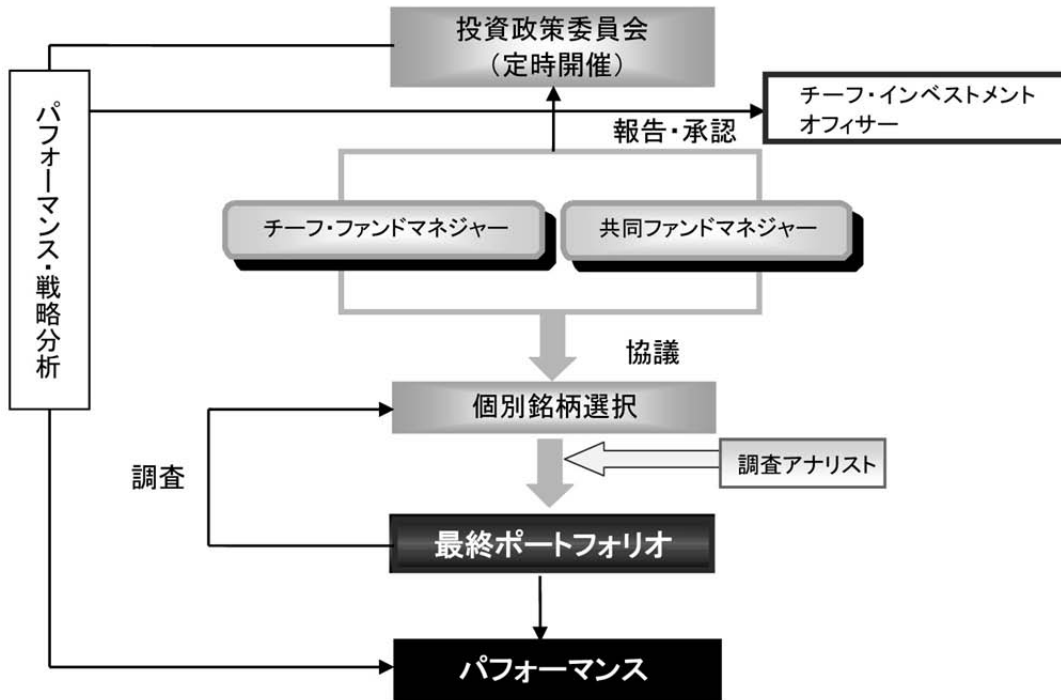 投資政策委員会
（定時開催）
チーフ・インベストメント
オフィサー
報告・承認
パフォーマンス・戦略分析
チーフ・ファンドマネジャー
共同ファンドマネジャー
協議
個別銘柄選択
調査アナリスト
調査
最終ポートフォリオ
パフォーマンス